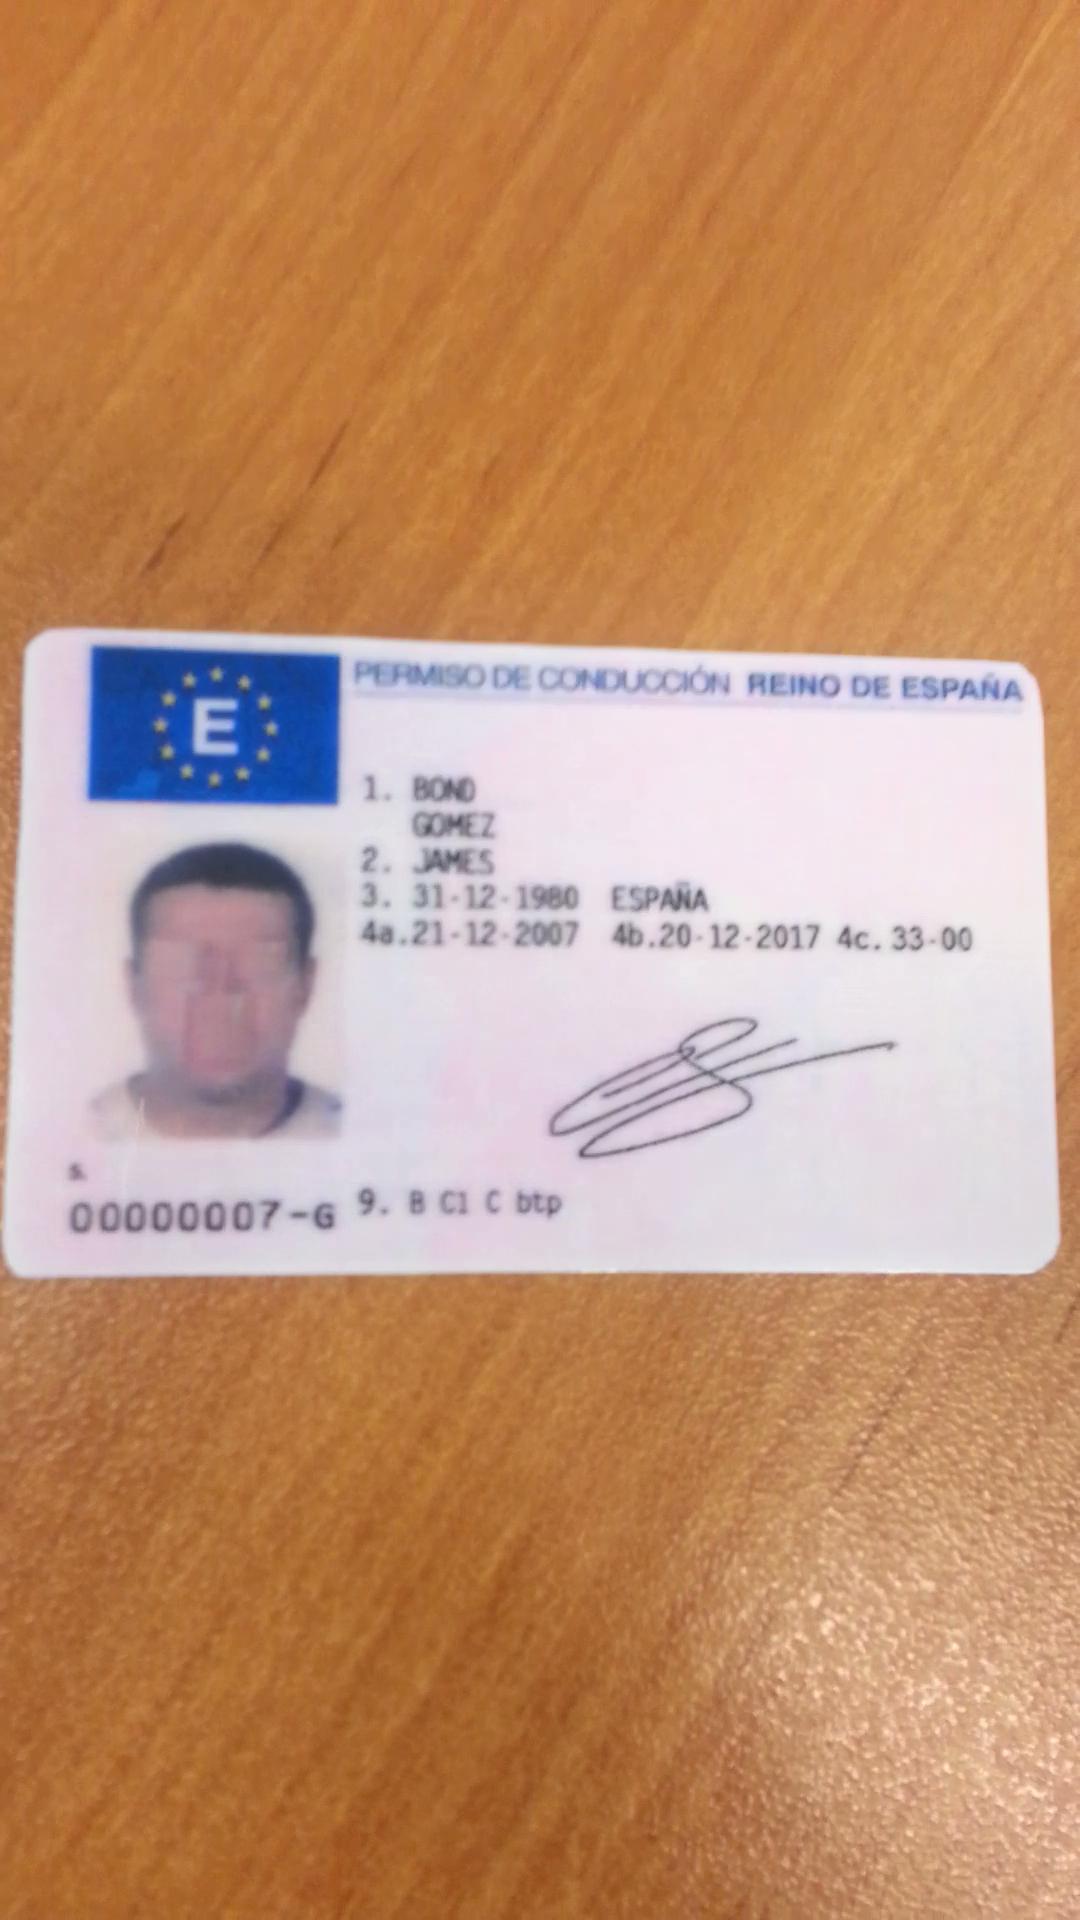 E
PERMISO DE CONDUCCIÓN REINO DE ESPAÑA
1. BOND
GOMEZ
2. JAMES
3. 31-12-1980 ESPAÑA
4a.21-12-2007 4b.20-12-2017 4c. 33-00
5.
00000007-G
9. B C1 C btp